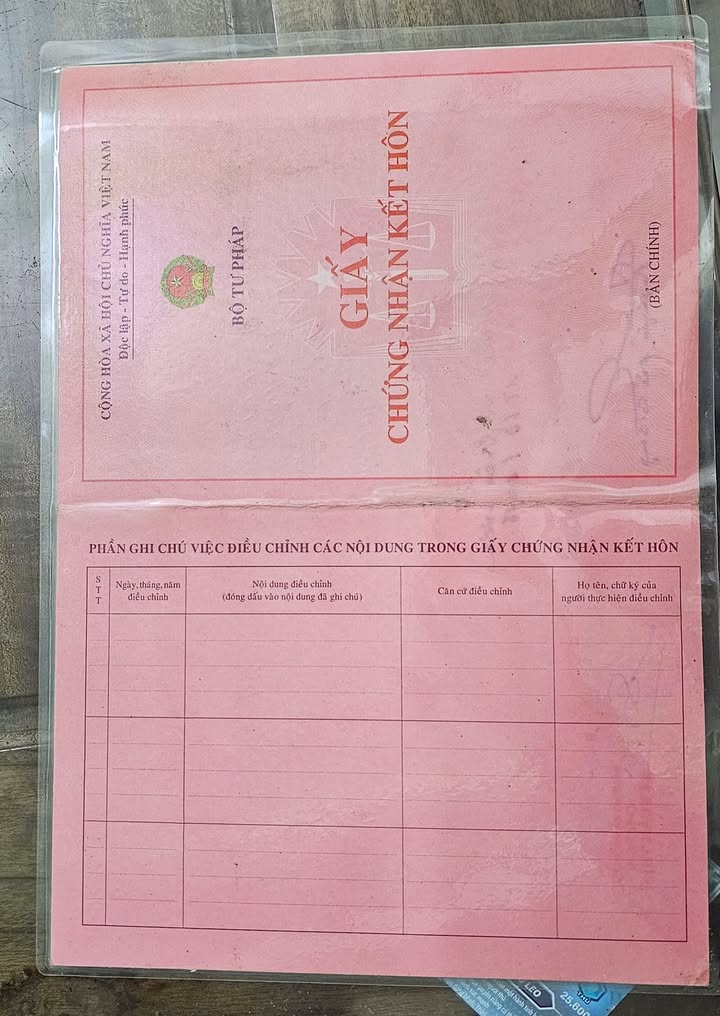 CỘNG HÒA XÃ HỘI CHỦ NGHĨA VIỆT NAM
Độc lập - Tự do - Hạnh phúc
BỘ TƯ PHÁP
GIẤY
CHỨNG NHẬN KẾT HÔN
(BẢN CHÍNH)
PHẦN GHI CHÚ VIỆC ĐIỀU CHỈNH CÁC NỘI DUNG TRONG GIẤY CHỨNG NHẬN KẾT HÔN
STT
Ngày, tháng, năm
điều chỉnh
Nội dung điều chỉnh
(đóng dấu vào nội dung đã ghi chú)
Căn cứ điều chỉnh
Họ tên, chữ ký của
người thực hiện điều chỉnh
LEO
25.600